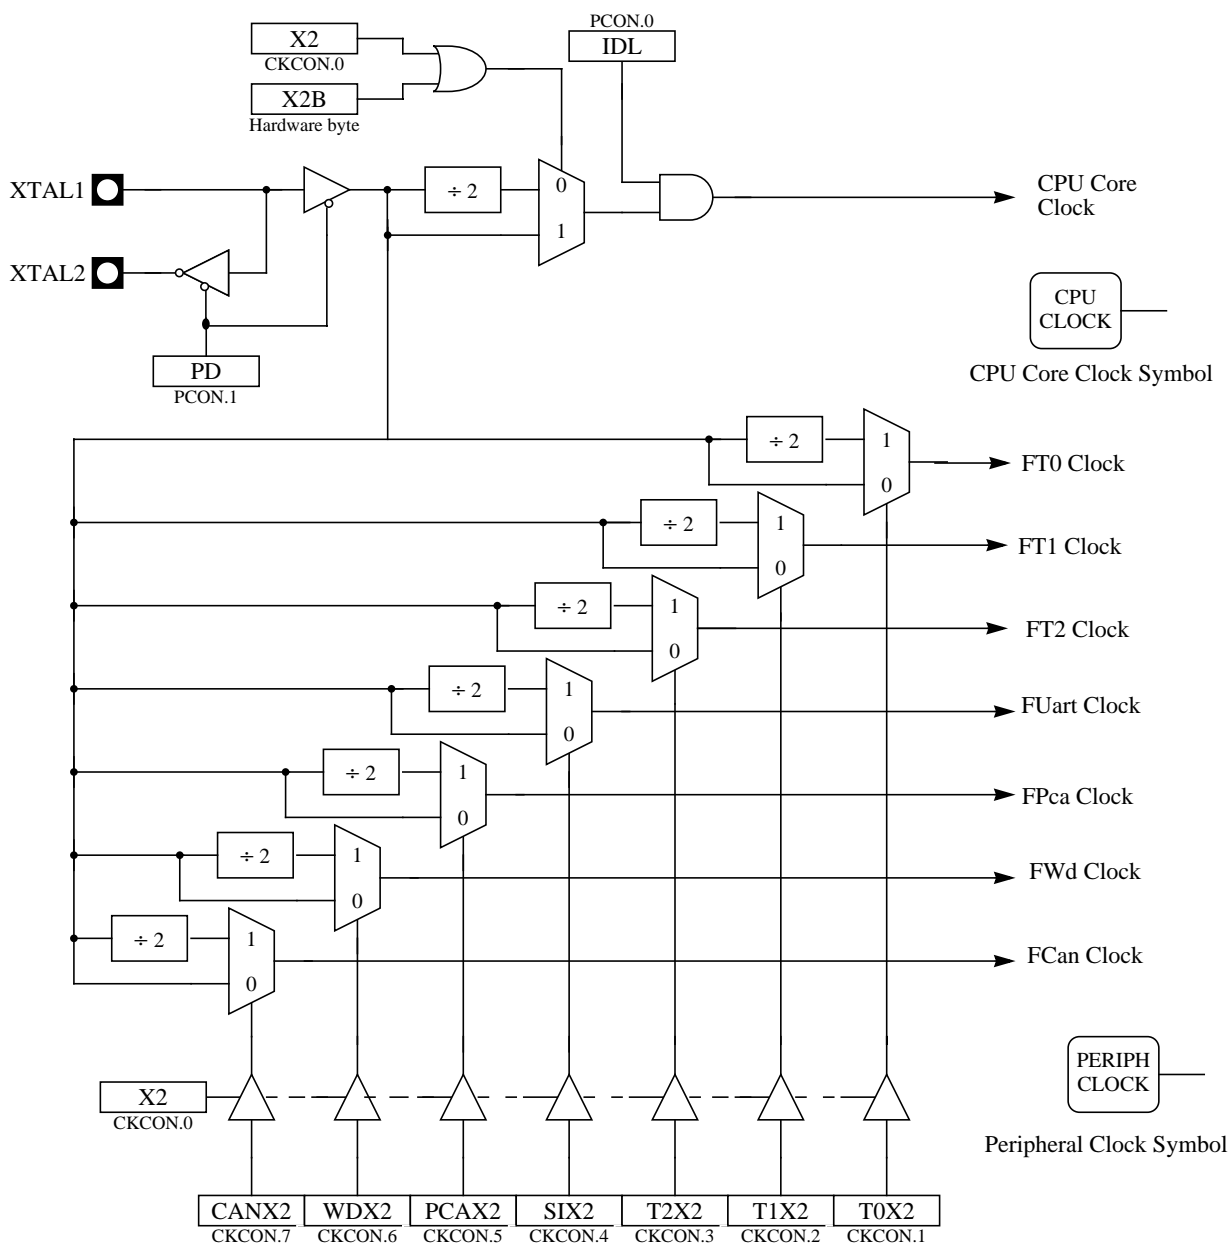 PCON.0
X2
IDL
CKCON.0
X2B
Hardware byte
XTAL1
÷ 2
0
1
CPU Core
Clock
XTAL2
CPU
CLOCK
PD
PCON.1
CPU Core Clock Symbol
÷ 2
1
0
FT0 Clock
÷ 2
1
0
FT1 Clock
÷ 2
1
0
FT2 Clock
÷ 2
1
0
FUart Clock
÷ 2
1
0
FPca Clock
÷ 2
1
0
FWd Clock
÷ 2
1
0
FCan Clock
PERIPH
CLOCK
X2
CKCON.0
Peripheral Clock Symbol
CANX2
WDX2
PCAX2
SIX2
T2X2
T1X2
T0X2
CKCON.7
CKCON.6
CKCON.5
CKCON.4
CKCON.3
CKCON.2
CKCON.1